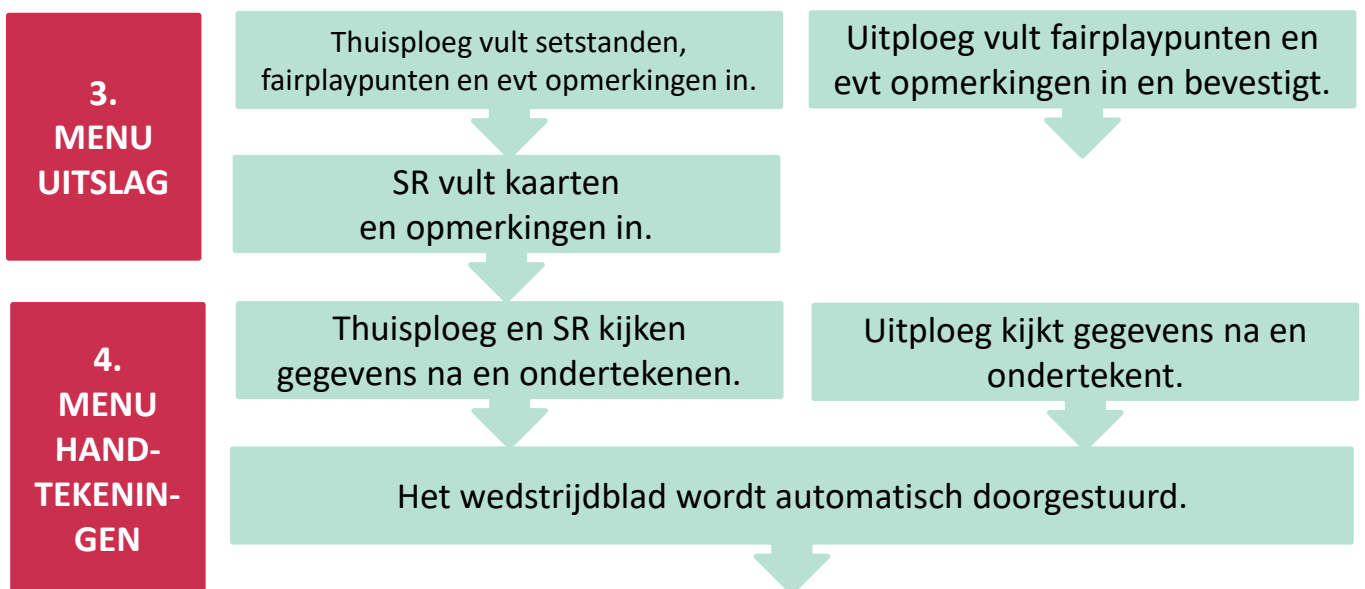 3.
MENU
UITSLAG
Thuisploeg vult setstanden,
fairplaypunten en evt opmerkingen in.
Uitploeg vult fairplaypunten en
evt opmerkingen in en bevestigt.
SR vult kaarten
en opmerkingen in.
4.
MENU
HAND-
TEKENIN-
GEN
Thuisploeg en SR kijken
gegevens na en ondertekenen.
Uitploeg kijkt gegevens na en
ondertekent.
Het wedstrijdblad wordt automatisch doorgestuurd.